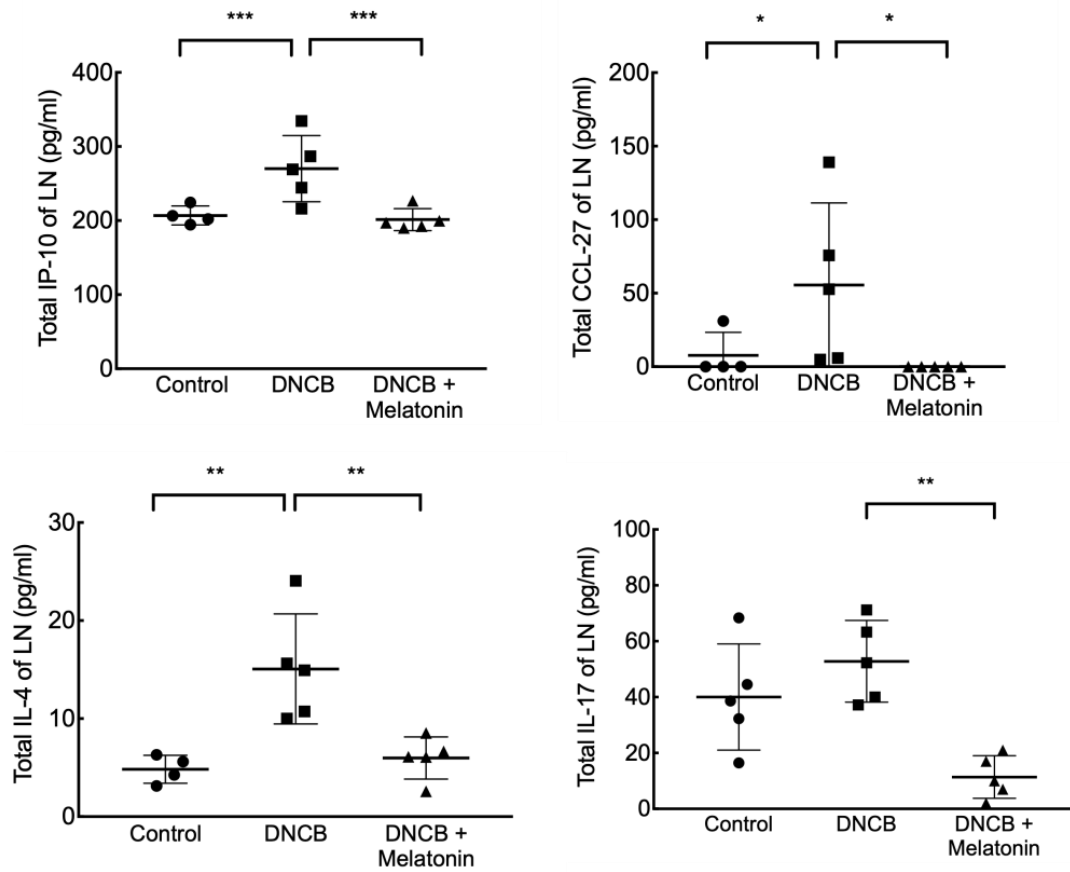 *** ***
Total IP-10 of LN (pg/ml)
400
300
200
100
0
Control DNCB DNCB +
Melatonin
* *
Total CCL-27 of LN (pg/ml)
200
150
100
50
0
Control DNCB DNCB +
Melatonin
** **
Total IL-4 of LN (pg/ml)
30
20
10
0
Control DNCB DNCB +
Melatonin
**
Total IL-17 of LN (pg/ml)
100
80
60
40
20
0
Control DNCB DNCB +
Melatonin